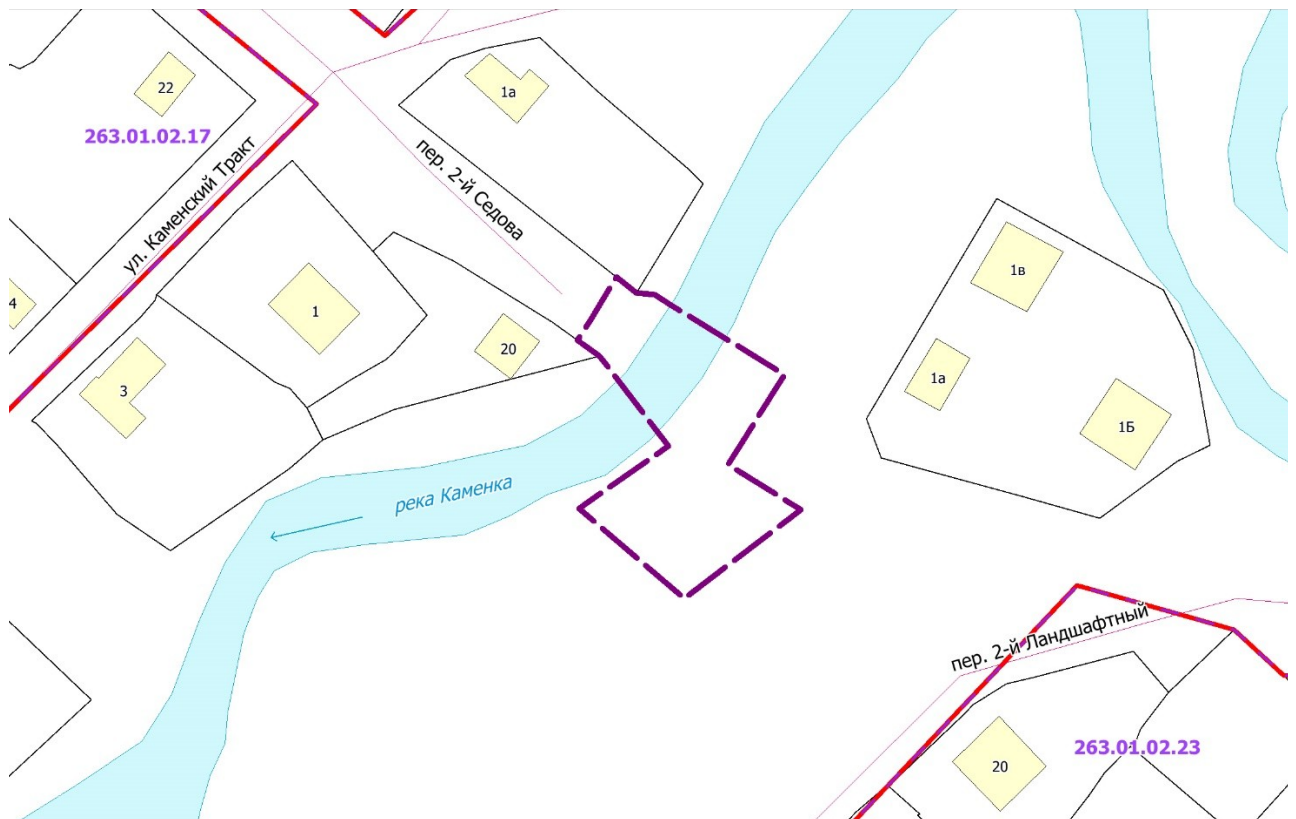 22
263.01.02.17
1а
ул. Каменский Тракт
пер. 2-й Седова
1в
4
1
20
1а
3
1Б
река Каменка
пер. 2-й Ландшафтный
263.01.02.23
20